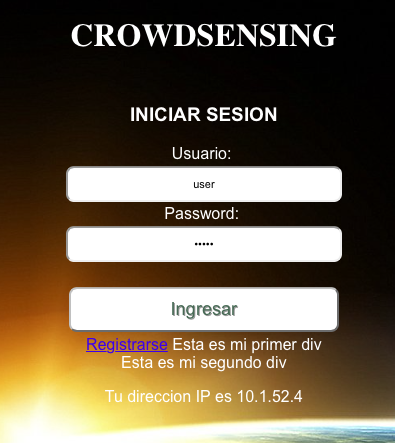 CROWDSENSING
INICIAR SESION
Usuario:
user
Password:
•••••
Ingresar
Registrarse Esta es mi primer div
Esta es mi segundo div
Tu direccion IP es 10.1.52.4